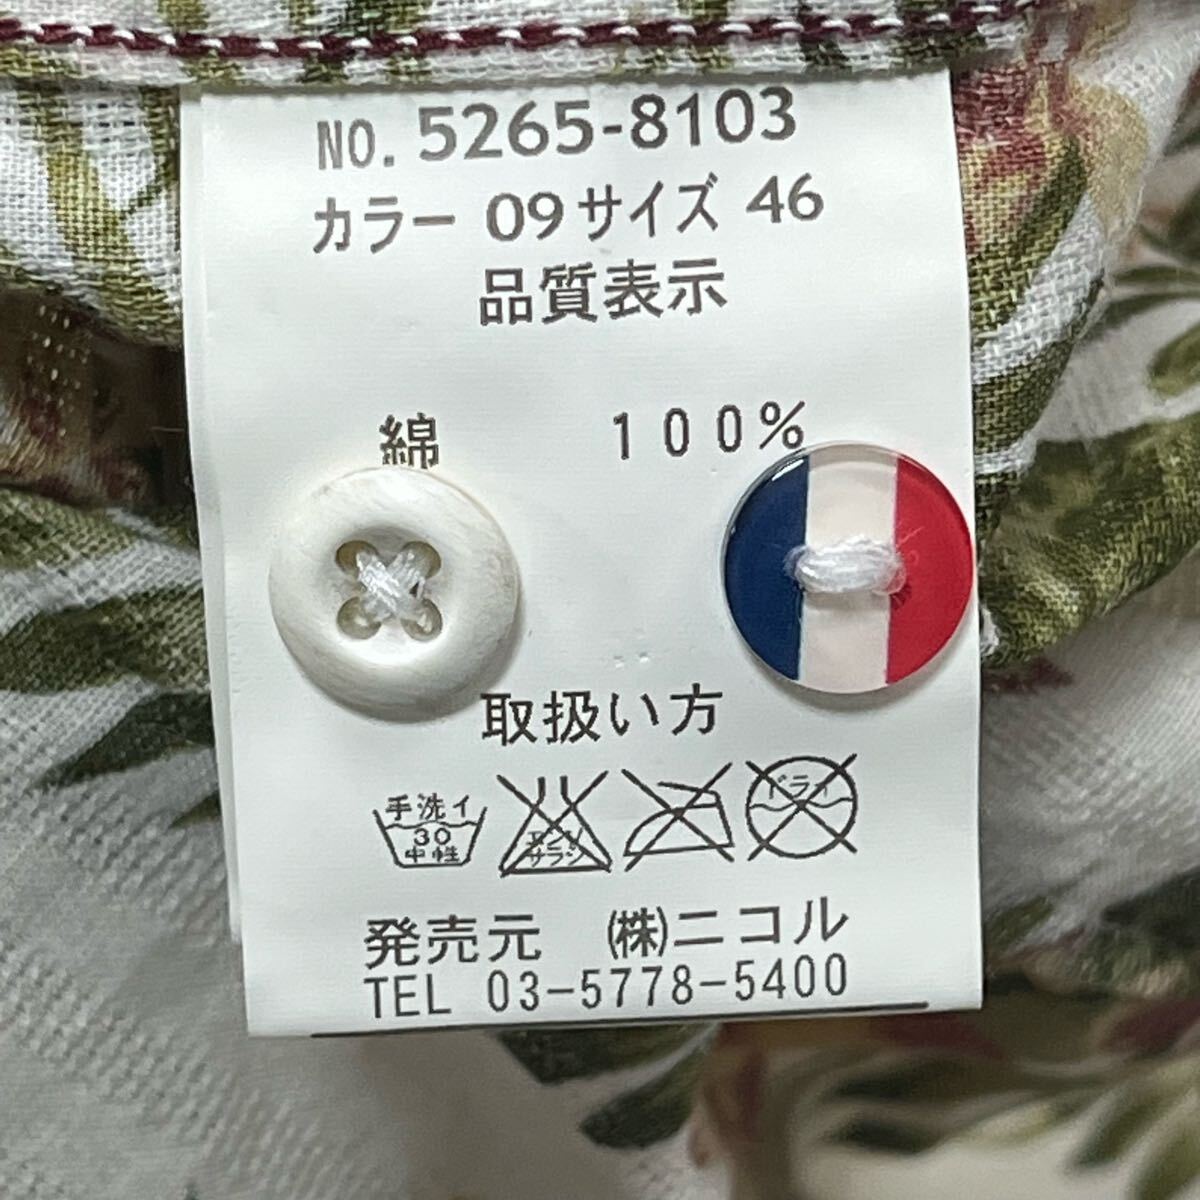 NO. 5265-8103
カラー 09 サイズ 46
品質表示
綿 100%
取扱い方
手洗イ
30
中性
エンソ
サラシ
ドライ
発売元 ㈱ニコル
TEL 03-5778-5400